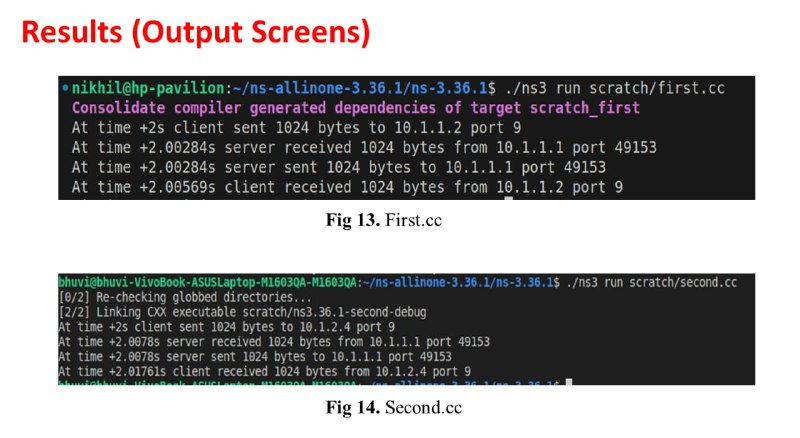 Results (Output Screens)
nikhil@hp-pavilion:~/ns-allinone-3.36.1/ns-3.36.1$ ./ns3 run scratch/first.cc
Consolidate compiler generated dependencies of target scratch_first
At time +2s client sent 1024 bytes to 10.1.1.2 port 9
At time +2.00284s server received 1024 bytes from 10.1.1.1 port 49153
At time +2.00284s server sent 1024 bytes to 10.1.1.1 port 49153
At time +2.00569s client received 1024 bytes from 10.1.1.2 port 9
Fig 13. First.cc
bhuvi@bhuvi-VivoBook-ASUSLaptop-M1603QA-M1603QA:~/ns-allinone-3.36.1/ns-3.36.1$ ./ns3 run scratch/second.cc
[0/2] Re-checking globbed directories...
[2/2] Linking CXX executable scratch/ns3.36.1-second-debug
At time +2s client sent 1024 bytes to 10.1.2.4 port 9
At time +2.0078s server received 1024 bytes from 10.1.1.1 port 49153
At time +2.0078s server sent 1024 bytes to 10.1.1.1 port 49153
At time +2.01761s client received 1024 bytes from 10.1.2.4 port 9
bhuvi@bhuvi-VivoBook-ASUSLaptop-M1603QA-M1603QA:~/ns-allinone-3.36.1/ns-3.36.1$
Fig 14. Second.cc